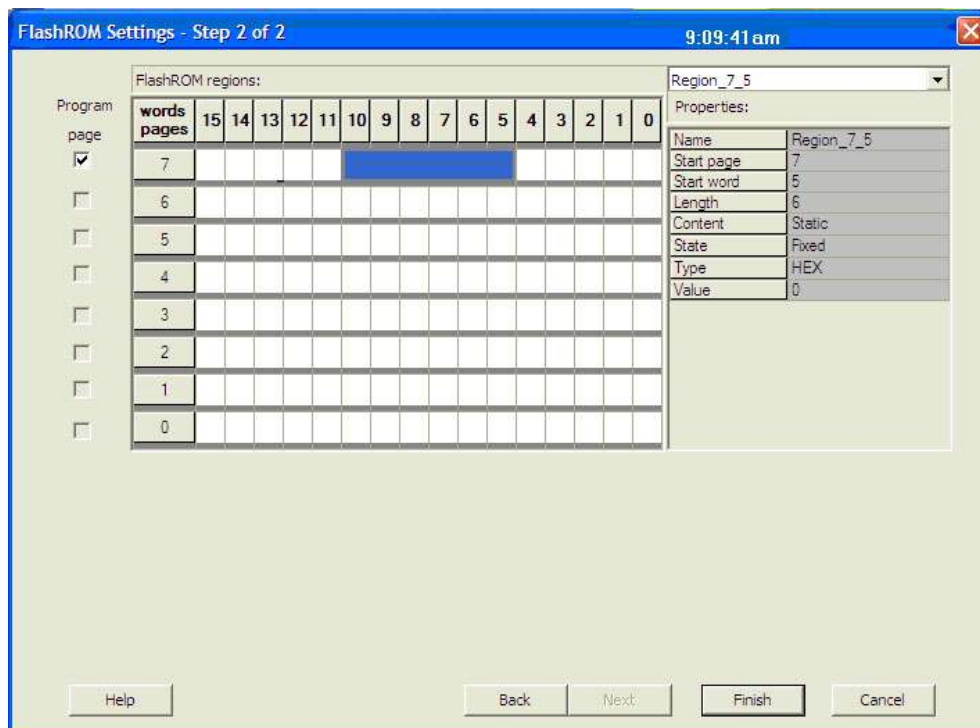 FlashROM Settings - Step 2 of 2
9:09:41am
FlashROM regions:
Region_7_5
Program page
words pages 15 14 13 12 11 10 9 8 7 6 5 4 3 2 1 0
7
6
5
4
3
2
1
0
Properties:
Name Region_7_5
Start page 7
Start word 5
Length 6
Content Static
State Fixed
Type HEX
Value 0
Help
Back
Next
Finish
Cancel